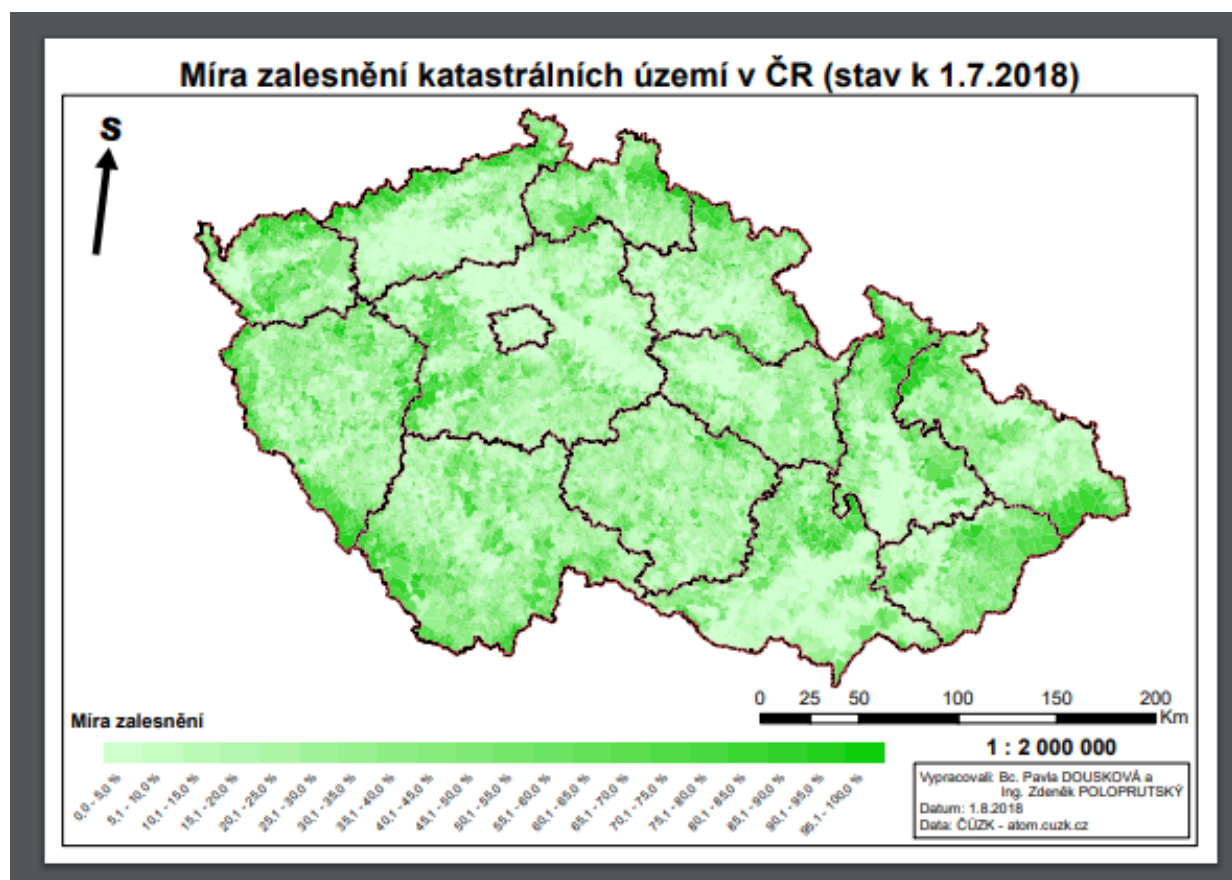 Míra zalesnění katastrálních území v ČR (stav k 1.7.2018)
S
0 25 50 100 150 200
Km
Míra zalesnění
1 : 2 000 000
0,0 - 5,0 %
5,1 - 10,0 %
10,1 - 15,0 %
15,1 - 20,0 %
20,1 - 25,0 %
25,1 - 30,0 %
30,1 - 35,0 %
35,1 - 40,0 %
40,1 - 45,0 %
45,1 - 50,0 %
50,1 - 55,0 %
55,1 - 60,0 %
60,1 - 65,0 %
65,1 - 70,0 %
70,1 - 75,0 %
75,1 - 80,0 %
80,1 - 85,0 %
85,1 - 90,0 %
90,1 - 95,0 %
95,1 - 100,0 %
Vypracovali: Bc. Pavla DOUSKOVÁ a
Ing. Zdeněk POLOPRUTSKÝ
Datum: 1.8.2018
Data: ČÚZK - atom.cuzk.cz